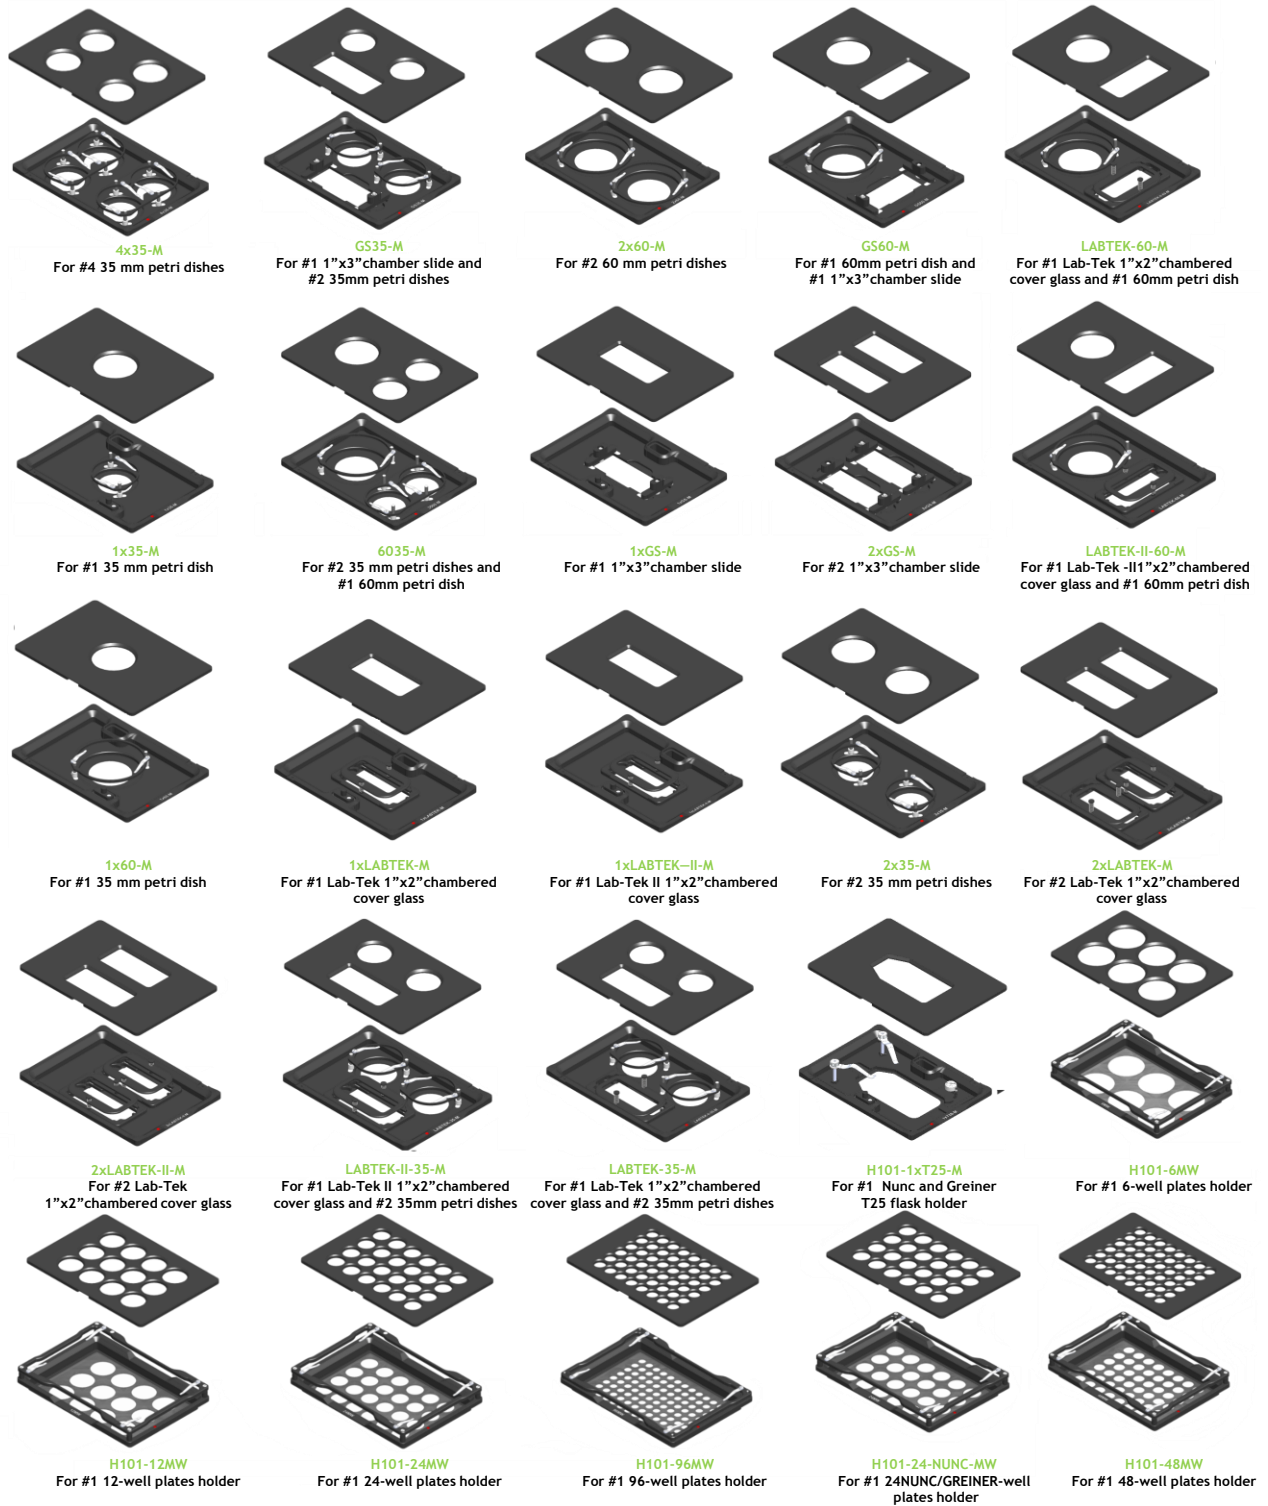 4x35-M
For #4 35 mm petri dishes
GS35-M
For #1 1”x3”chamber slide and
#2 35mm petri dishes
2x60-M
For #2 60 mm petri dishes
GS60-M
For #1 60mm petri dish and
#1 1”x3”chamber slide
LABTEK-60-M
For #1 Lab-Tek 1”x2”chambered
cover glass and #1 60mm petri dish
1x35-M
For #1 35 mm petri dish
6035-M
For #2 35 mm petri dishes and
#1 60mm petri dish
1xGS-M
For #1 1”x3”chamber slide
2xGS-M
For #2 1”x3”chamber slide
LABTEK-II-60-M
For #1 Lab-Tek -II1”x2”chambered
cover glass and #1 60mm petri dish
1x60-M
For #1 35 mm petri dish
1xLABTEK-M
For #1 Lab-Tek 1”x2”chambered
cover glass
1xLABTEK—II-M
For #1 Lab-Tek II 1”x2”chambered
cover glass
2x35-M
For #2 35 mm petri dishes
2xLABTEK-M
For #2 Lab-Tek 1”x2”chambered
cover glass
2xLABTEK-II-M
For #2 Lab-Tek
1”x2”chambered cover glass
LABTEK-II-35-M
For #1 Lab-Tek II 1”x2”chambered
cover glass and #2 35mm petri dishes
LABTEK-35-M
For #1 Lab-Tek 1”x2”chambered
cover glass and #2 35mm petri dishes
H101-1xT25-M
For #1 Nunc and Greiner
T25 flask holder
H101-6MW
For #1 6-well plates holder
H101-12MW
For #1 12-well plates holder
H101-24MW
For #1 24-well plates holder
H101-96MW
For #1 96-well plates holder
H101-24-NUNC-MW
For #1 24NUNC/GREINER-well
plates holder
H101-48MW
For #1 48-well plates holder